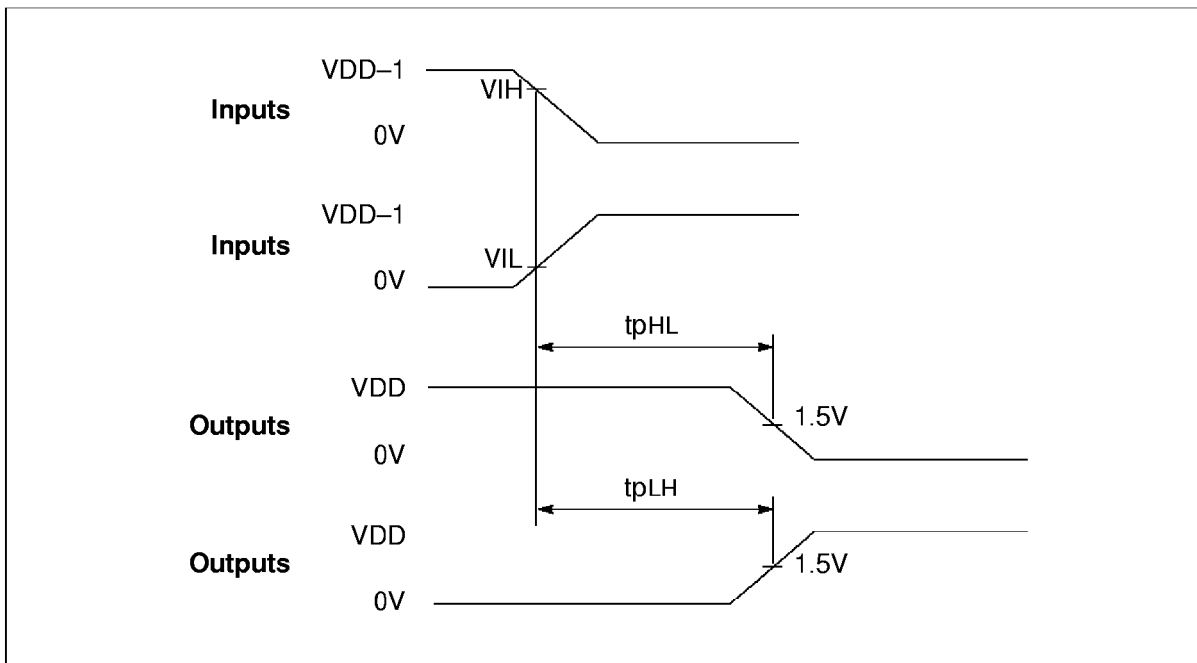 VDD–1
VIH
Inputs
0V
VDD–1
Inputs
VIL
0V
tpHL
VDD
1.5V
Outputs
0V
tpLH
VDD
1.5V
Outputs
0V